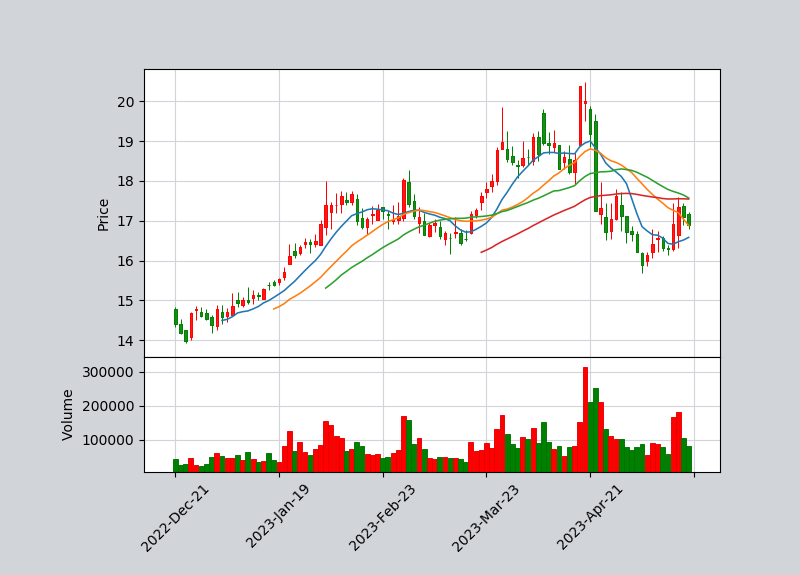 Price
20
19
18
17
16
15
14
Volume
300000
200000
100000
2022-Dec-21
2023-Jan-19
2023-Feb-23
2023-Mar-23
2023-Apr-21